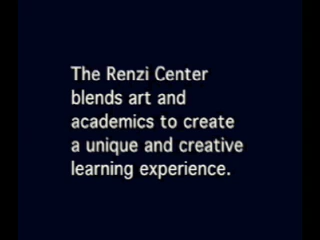 The Renzi Center
blends art and
academics to create
a unique and creative
learning experience.